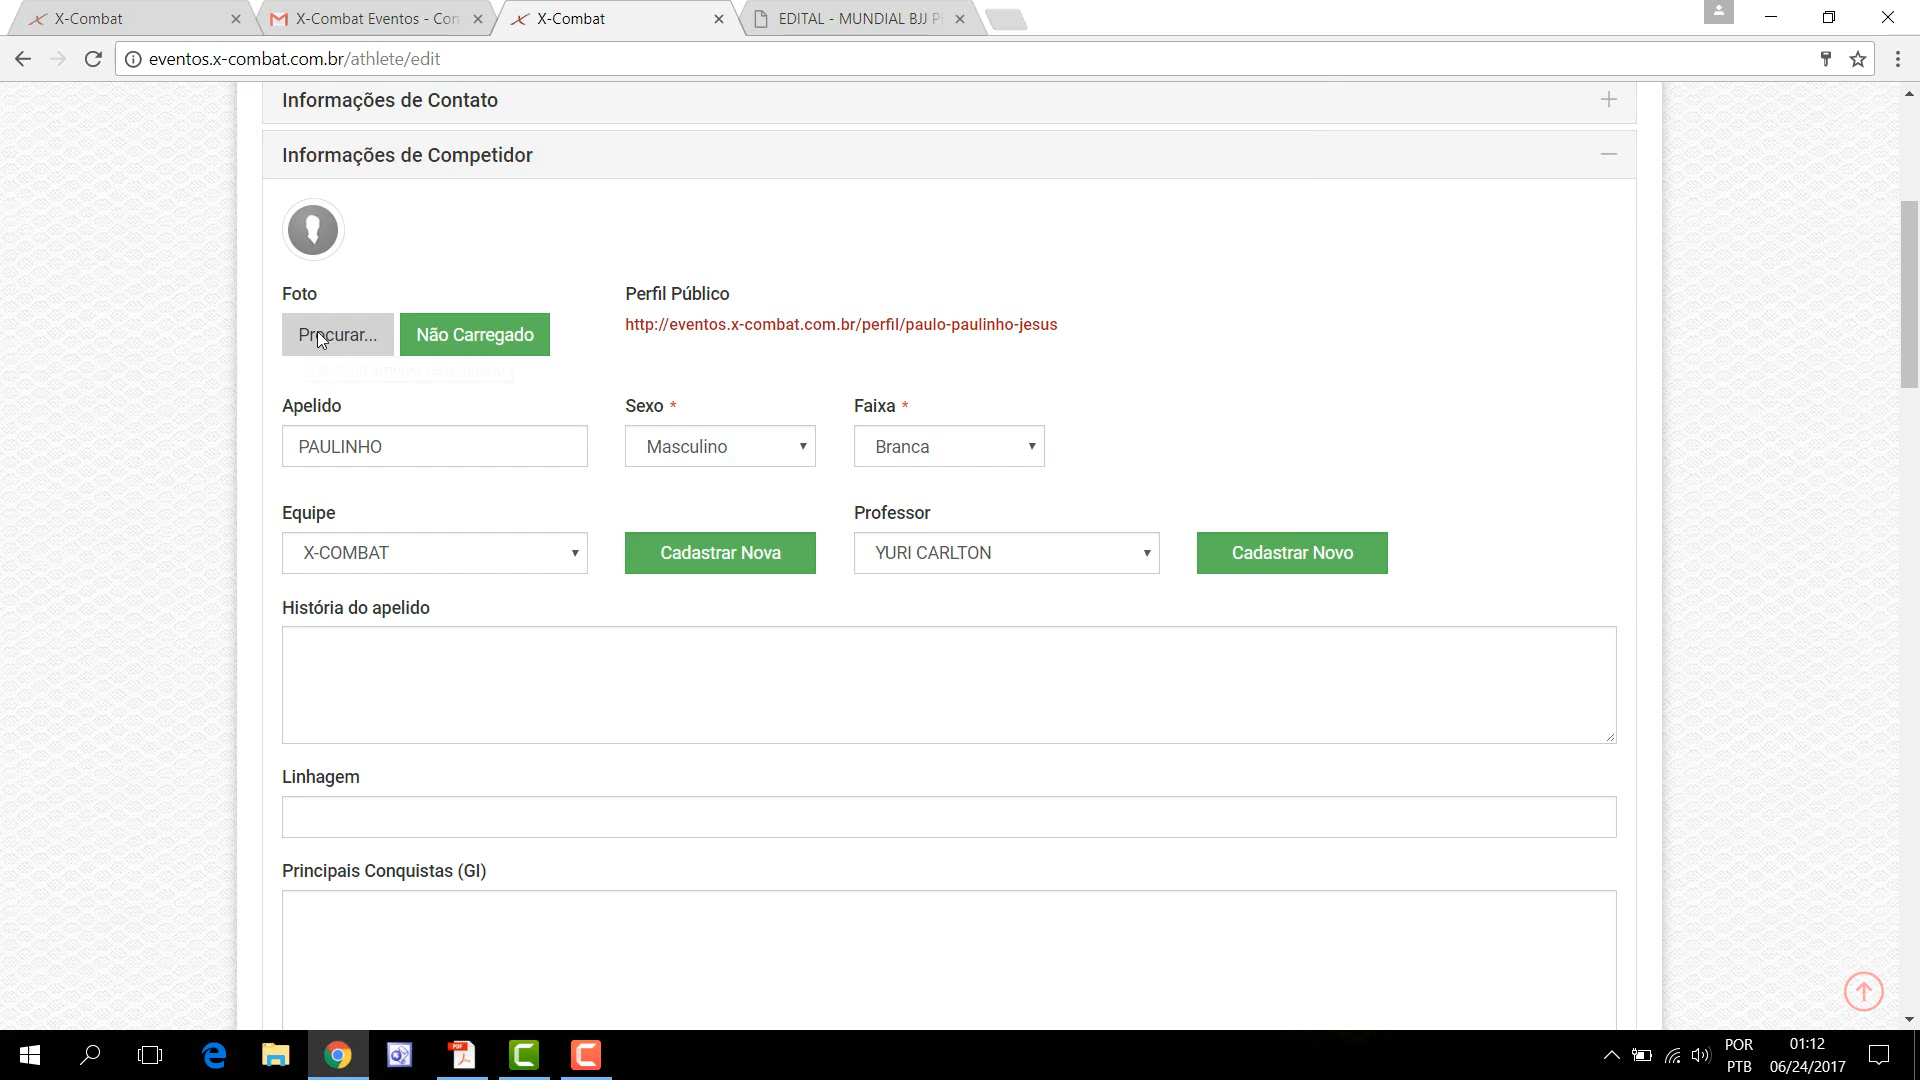 X-Combat
X-Combat Eventos - Con
X-Combat
EDITAL - MUNDIAL BJJ P
eventos.x-combat.com.br/athlete/edit
Informações de Contato
Informações de Competidor
Foto
Perfil Público
Procurar...
Não Carregado
http://eventos.x-combat.com.br/perfil/paulo-paulinho-jesus
Apelido
Sexo *
Faixa *
PAULINHO
Masculino
Branca
Equipe
Professor
X-COMBAT
Cadastrar Nova
YURI CARLTON
Cadastrar Novo
História do apelido
Linhagem
Principais Conquistas (GI)
POR
01:12
PTB
06/24/2017